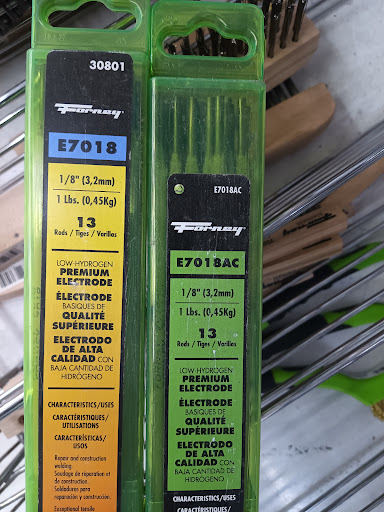 30801
Forney
E7018
1/8" (3,2mm)
1 Lbs. (0,45Kg)
13
Rods / Tiges / Varillas
LOW-HYDROGEN
PREMIUM
ELECTRODE
ÉLECTRODE
BASIQUES DE
QUALITÉ
SUPÉRIEURE
ELECTRODO
DE ALTA
CALIDAD CON
BAJA CANTIDAD DE
HIDRÓGENO
CHARACTERISTICS/USES
CARACTÉRISTIQUES/
UTILISATIONS
CARACTERÍSTICAS/
USOS
Repair and construction
welding
Soudage de réparation et
de construction.
Soldadores para
reparación y construcción.
Exceptional tensile
E7018AC
Forney
E7018AC
1/8" (3,2mm)
1 Lbs. (0,45Kg)
13
Rods / Tiges / Varillas
LOW-HYDROGEN
PREMIUM
ELECTRODE
ÉLECTRODE
BASIQUES DE
QUALITÉ
SUPÉRIEURE
ELECTRODO
DE ALTA
CALIDAD CON
BAJA CANTIDAD DE
HIDRÓGENO
CHARACTERISTICS/USES
CARACTÉRISTIQUES/